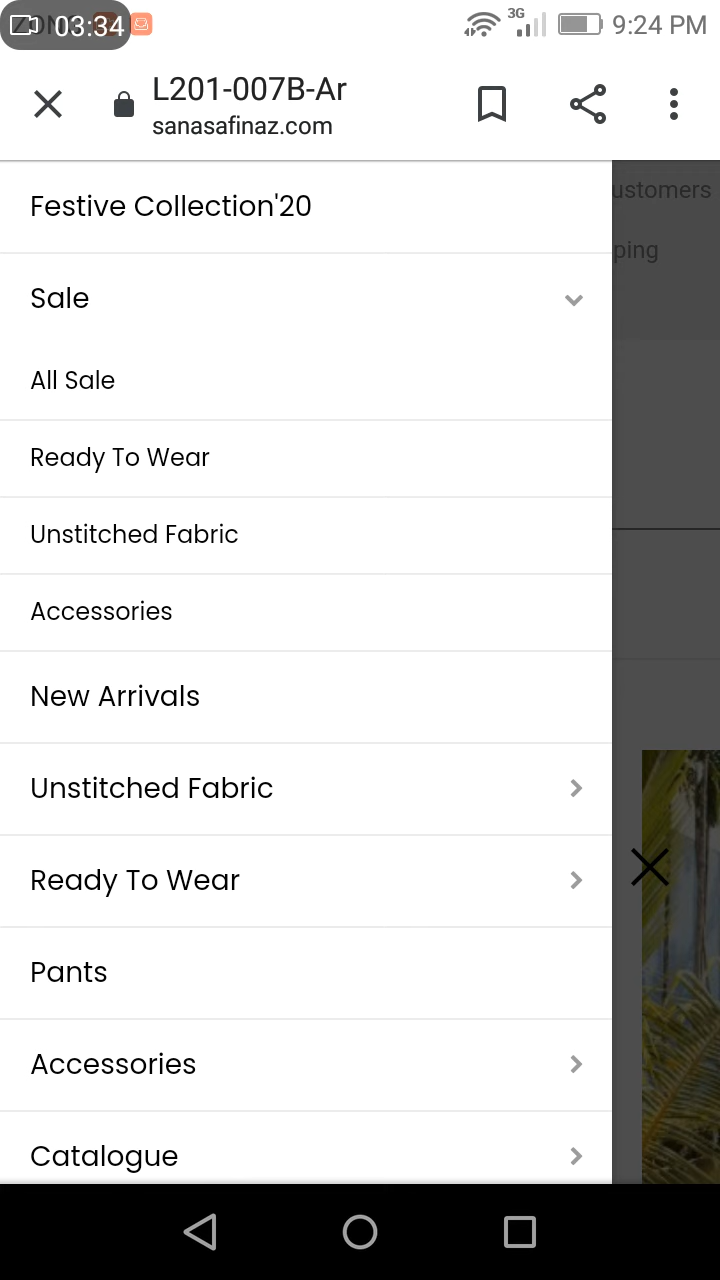 03:34
3G
9:24 PM
L201-007B-Ar
sanasafinaz.com
ustomers
Festive Collection'20
ping
Sale
All Sale
Ready To Wear
Unstitched Fabric
Accessories
New Arrivals
Unstitched Fabric
Ready To Wear
Pants
Accessories
Catalogue